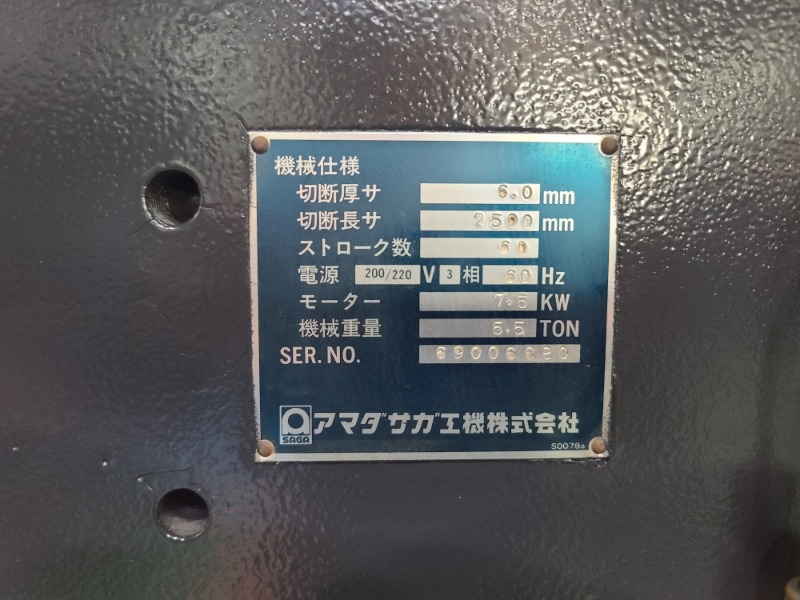 機械仕様
切断厚サ 6.0 mm
切断長サ 2500 mm
ストローク数 60
電源 200/220 V 3 相 60 Hz
モーター 7.5 KW
機械重量 5.5 TON
SER. NO.
SAGA アマダサガ工機株式会社
S0078a